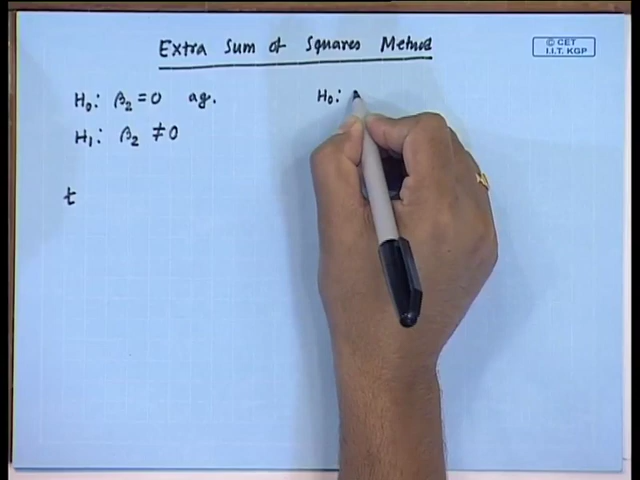 Extra Sum of Squares Method
© CET
I.I.T. KGP
H₀: β₂ = 0 ag.
H₁: β₂ ≠ 0
H₀:
t